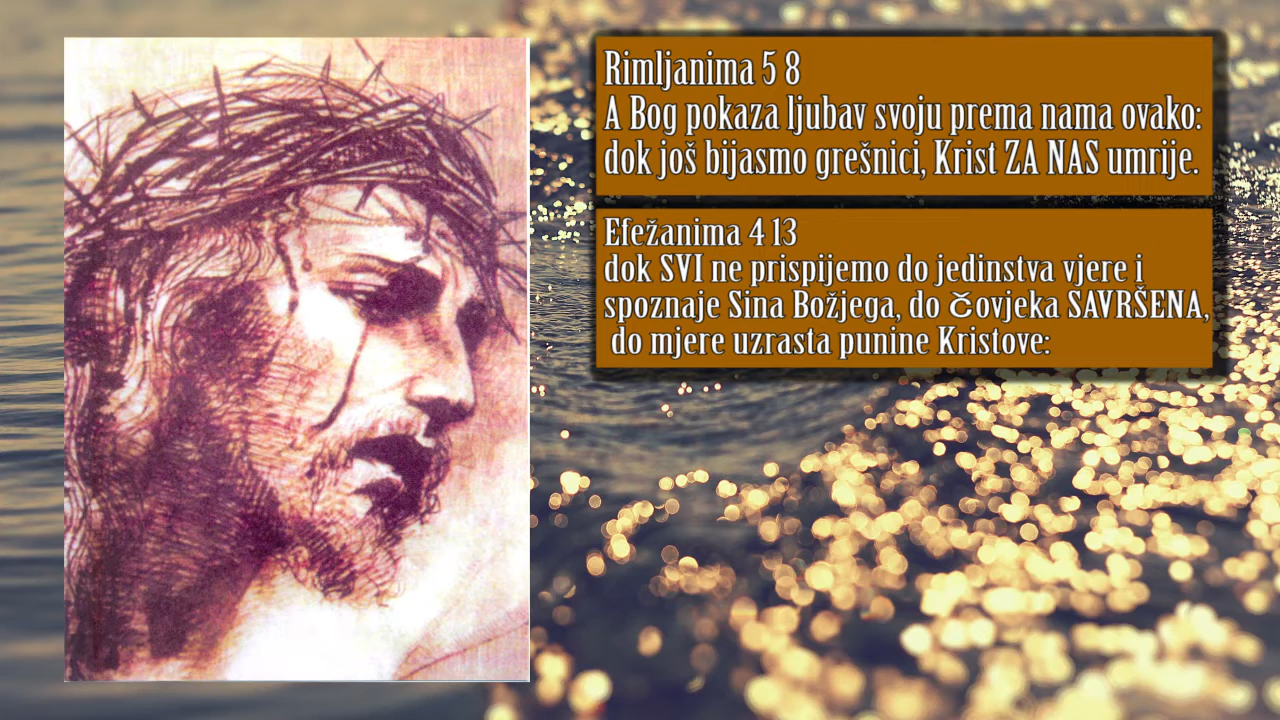 Rimljanima 5 8
A Bog pokaza ljubav svoju prema nama ovako:
dok još bijasmo grešnici, Krist ZA NAS umrije.
Efežanima 4 13
dok SVI ne prispijemo do jedinstva vjere i
spoznaje Sina Božjega, do Čovjeka SAVRŠENA,
do mjere uzrasta punine Kristove: